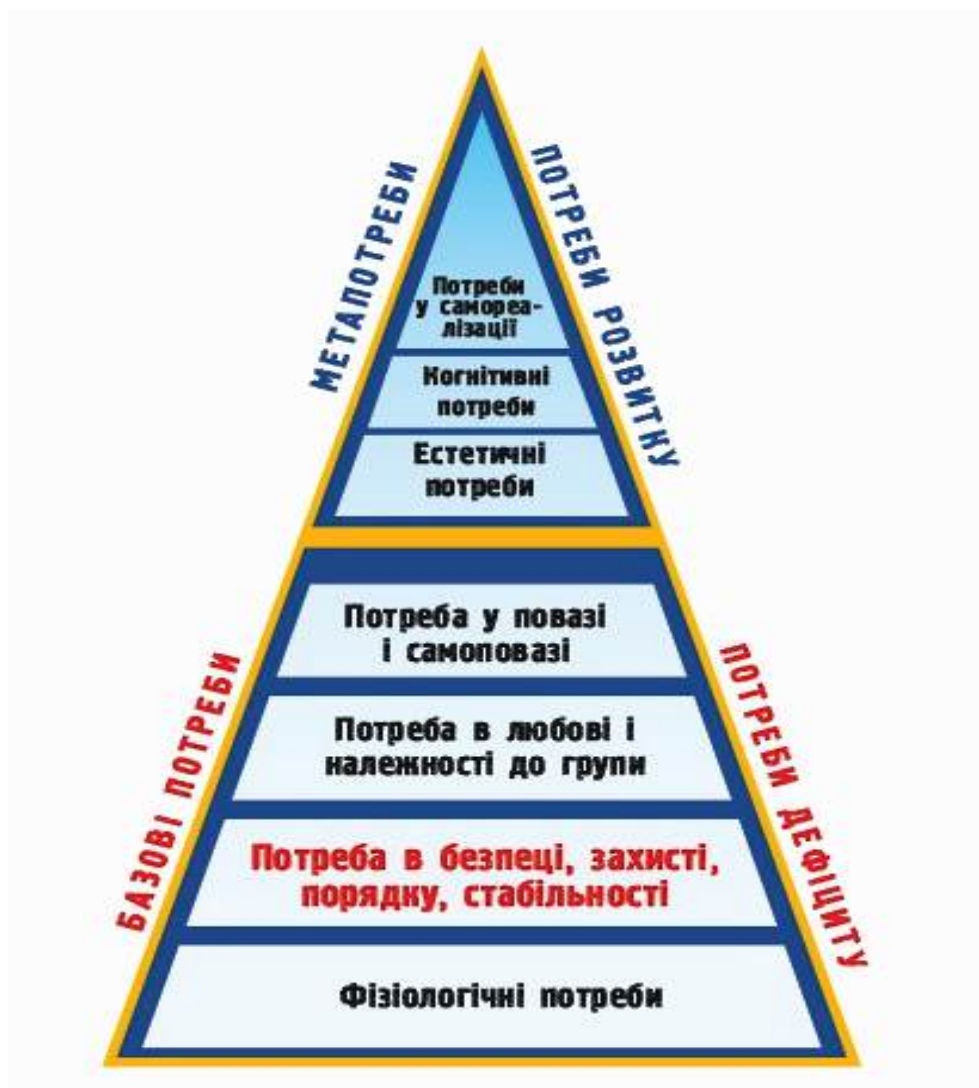 МЕТАПОТРЕБИ
ПОТРЕБИ РОЗВИТКУ
Потреби
у самореа-
лізації
Когнітивні
потреби
Естетичні
потреби
БАЗОВІ ПОТРЕБИ
ПОТРЕБИ ДЕФІЦИТУ
Потреба у повазі
і самоповазі
Потреба в любові і
належності до групи
Потреба в безпеці, захисті,
порядку, стабільності
Фізіологічні потреби